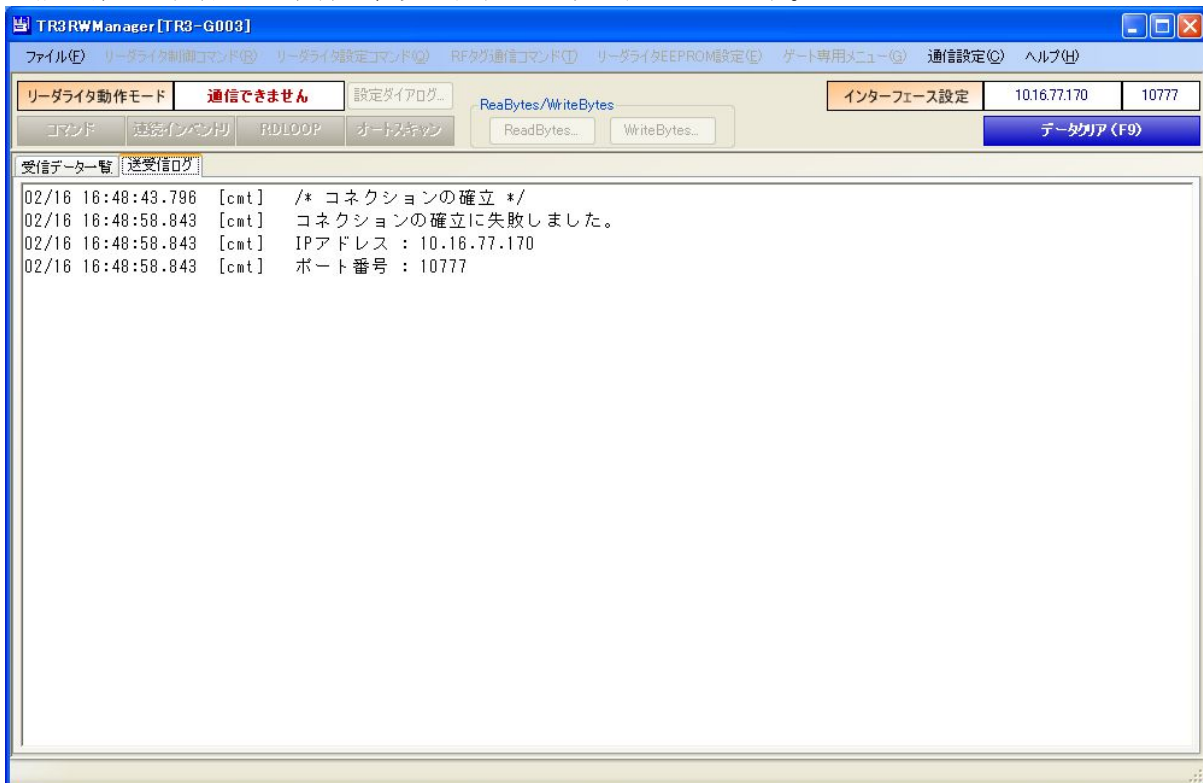 TR3RWManager[TR3-G003]
ファイル(F) リーダライタ制御コマンド(R) リーダライタ設定コマンド(Q) RFタグ通信コマンド(T) リーダライタEEPROM設定(E) ゲート専用メニュー(G) 通信設定(C) ヘルプ(H)
リーダライタ動作モード 通信できません 設定ダイアログ... ReaBytes/WriteBytes インターフェース設定 10.16.77.170 10777
コマンド 連続インベントリ RDLOOP オートスキャン ReadBytes... WriteBytes... データクリア(F9)
受信データ一覧 送受信ログ
02/16 16:48:43.796 [cmt] /* コネクションの確立 */
02/16 16:48:58.843 [cmt] コネクションの確立に失敗しました。
02/16 16:48:58.843 [cmt] IPアドレス : 10.16.77.170
02/16 16:48:58.843 [cmt] ポート番号 : 10777